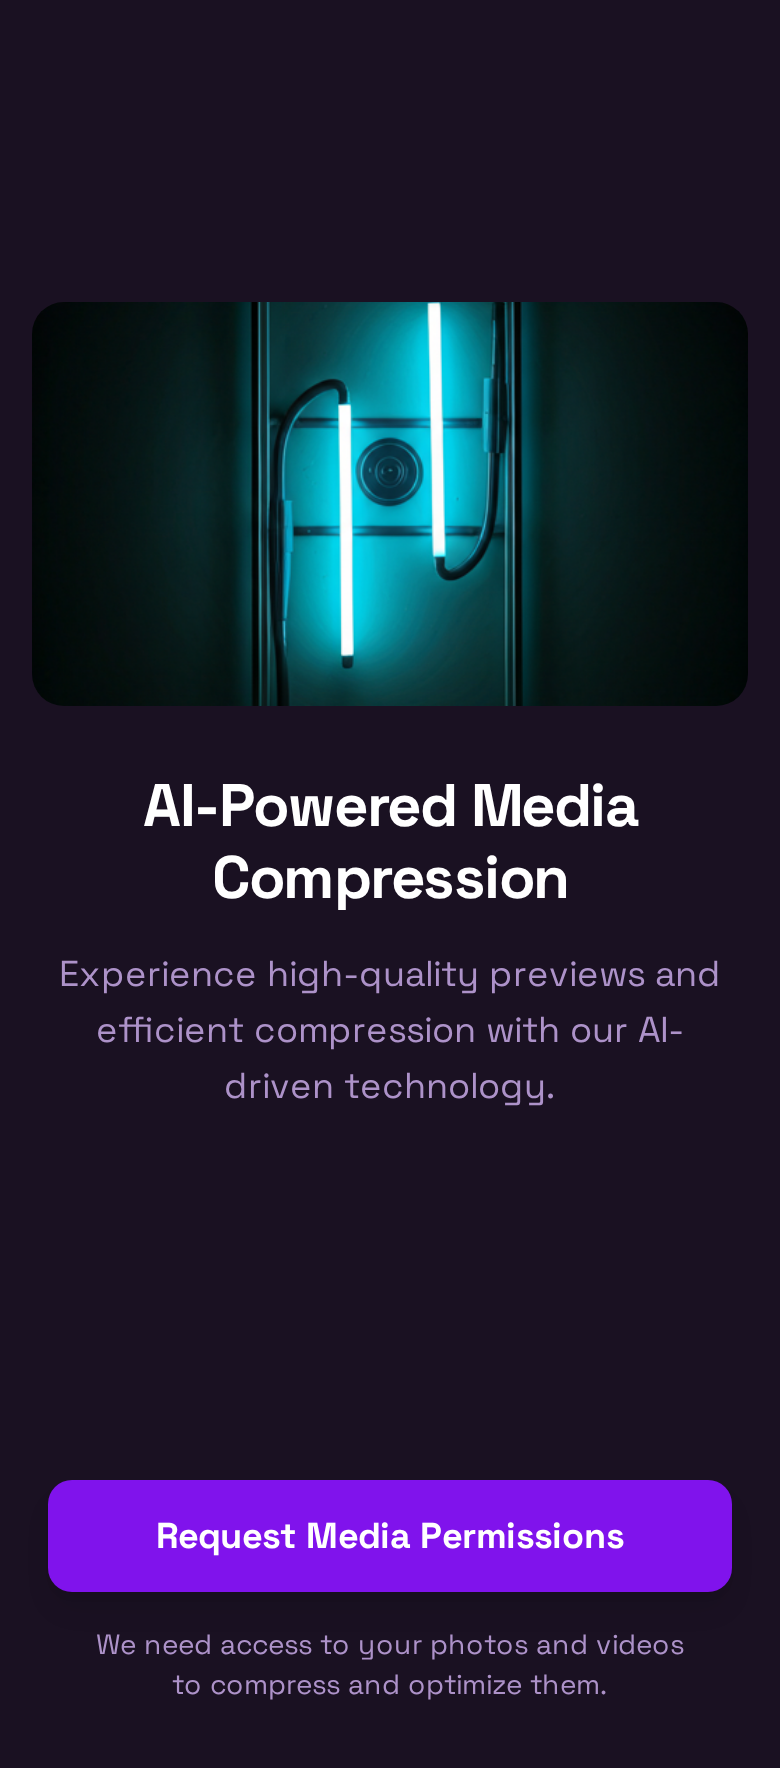 AI-Powered Media
Compression
Experience high-quality previews and
efficient compression with our AI-
driven technology.
Request Media Permissions
We need access to your photos and videos
to compress and optimize them.